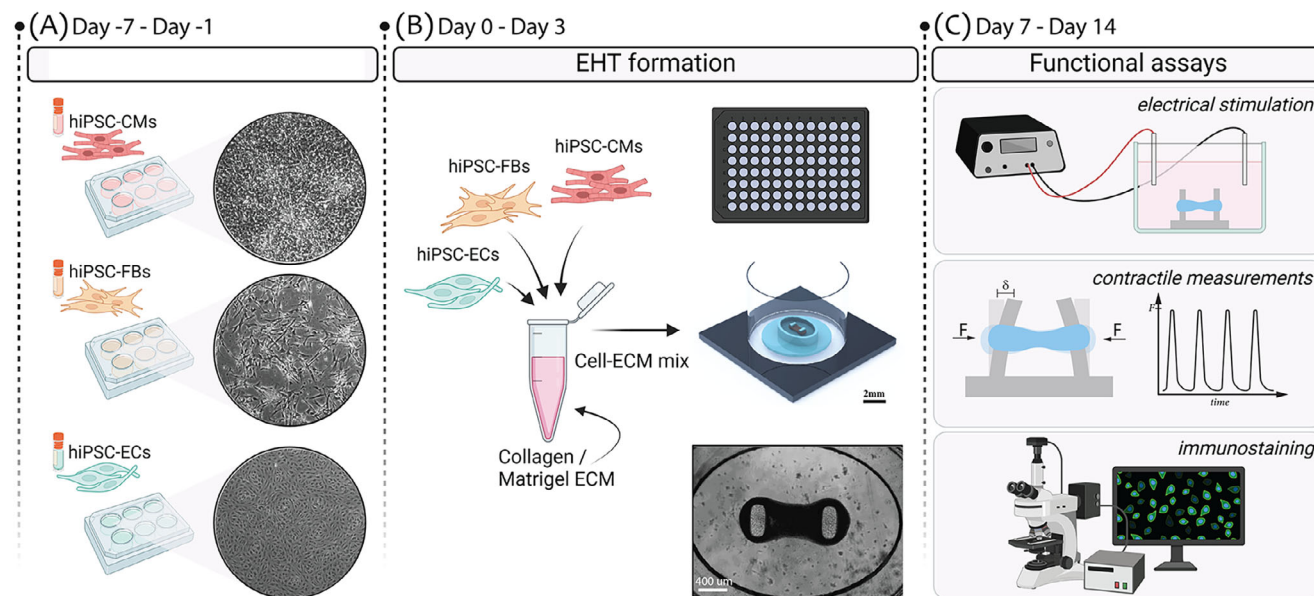 (A) Day -7 - Day -1
hiPSC-CMs
hiPSC-FBs
hiPSC-ECs
(B) Day 0 - Day 3
EHT formation
hiPSC-CMs
hiPSC-FBs
hiPSC-ECs
Cell-ECM mix
Collagen /
Matrigel ECM
2mm
400 um
(C) Day 7 - Day 14
Functional assays
electrical stimulation
contractile measurements
δ
F
F
F
time
immunostaining